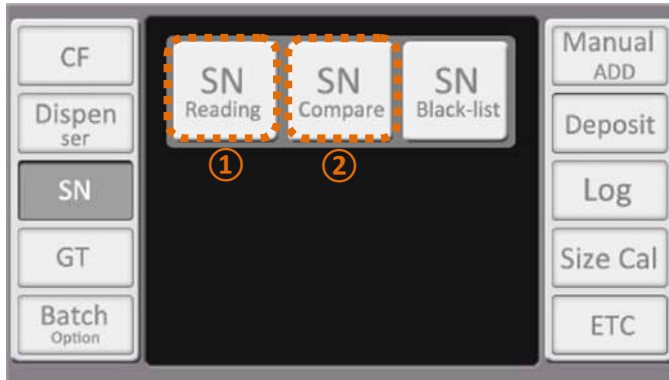 CF
Dispen
ser
SN
GT
Batch
Option
SN
Reading
SN
Compare
SN
Black-list
①
②
Manual
ADD
Deposit
Log
Size Cal
ETC